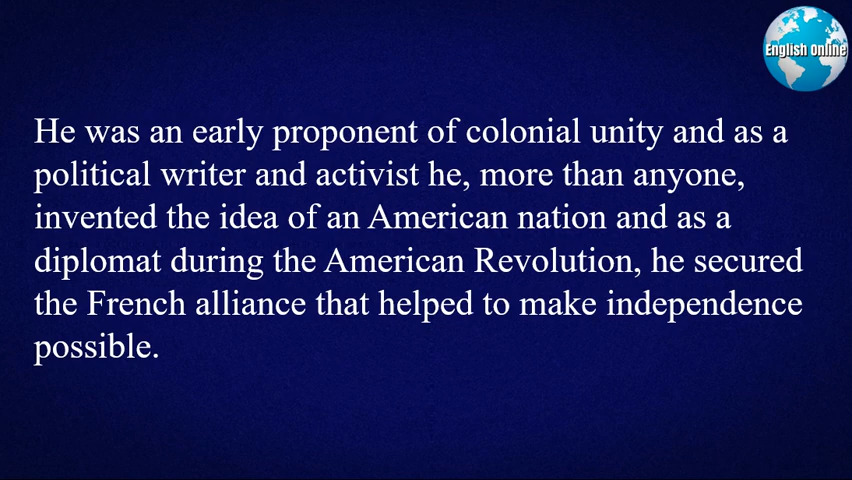 English Online
He was an early proponent of colonial unity and as a
political writer and activist he, more than anyone,
invented the idea of an American nation and as a
diplomat during the American Revolution, he secured
the French alliance that helped to make independence
possible.